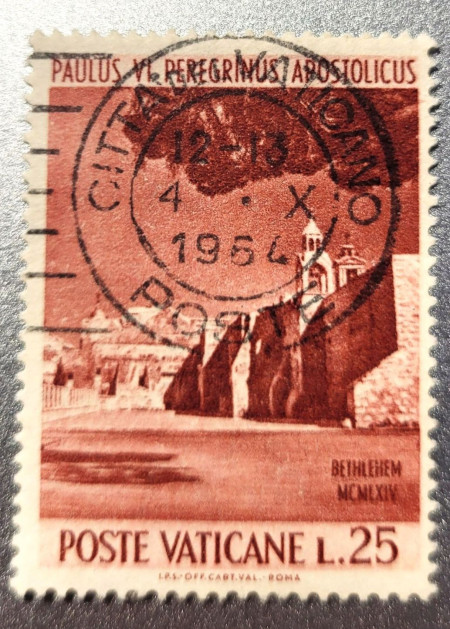 PAULUS VI PEREGRINUS APOSTOLICUS
CITTA DEL VATICANO
12-13
4 · X ·
1964
POSTA
BETHLEHEM
MCMLXIV
POSTE VATICANE L.25
I.P.S.-OFF.CART.VAL.-ROMA